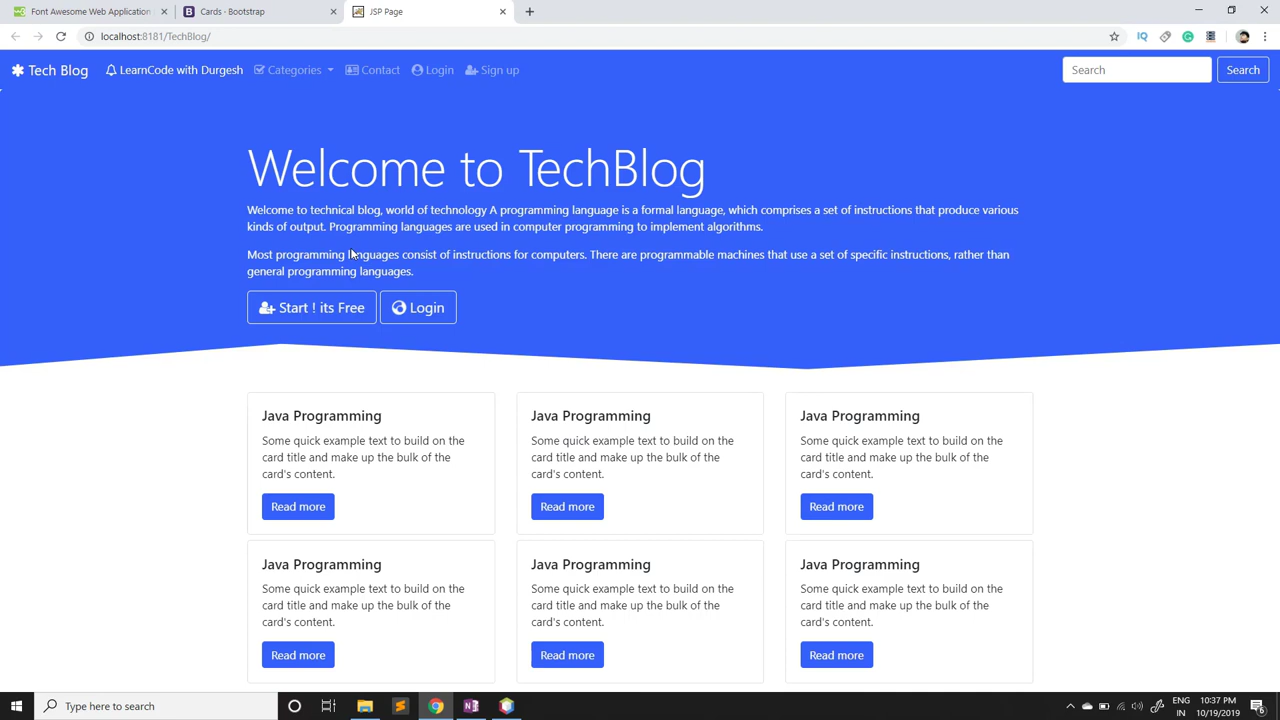 Font Awesome Web Application
Cards - Bootstrap
JSP Page
localhost:8181/TechBlog/
IQ
Tech Blog
LearnCode with Durgesh
Categories
Contact
Login
Sign up
Search
Search
Welcome to TechBlog
Welcome to technical blog, world of technology A programming language is a formal language, which comprises a set of instructions that produce various
kinds of output. Programming languages are used in computer programming to implement algorithms.
Most programming languages consist of instructions for computers. There are programmable machines that use a set of specific instructions, rather than
general programming languages.
Start ! its Free
Login
Java Programming
Some quick example text to build on the
card title and make up the bulk of the
card's content.
Read more
Java Programming
Some quick example text to build on the
card title and make up the bulk of the
card's content.
Read more
Java Programming
Some quick example text to build on the
card title and make up the bulk of the
card's content.
Read more
Java Programming
Some quick example text to build on the
card title and make up the bulk of the
card's content.
Read more
Java Programming
Some quick example text to build on the
card title and make up the bulk of the
card's content.
Read more
Java Programming
Some quick example text to build on the
card title and make up the bulk of the
card's content.
Read more
Type here to search
ENG
IN
10:37 PM
10/19/2019